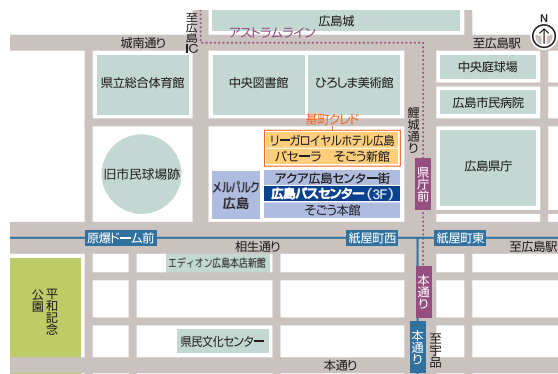 広島城
至広島IC
アストラムライン
城南通り
至広島駅
N
県立総合体育館
中央図書館
ひろしま美術館
中央庭球場
広島市民病院
基町クレド
リーガロイヤルホテル広島
パセーラ そごう新館
鯉城通り
旧市民球場跡
メルパルク
広島
アクア広島センター街
広島バスセンター(3F)
そごう本館
県庁前
広島県庁
原爆ドーム前
相生通り
紙屋町西
紙屋町東
至広島駅
エディオン広島本店新館
平和記念
公園
本通り
本通り
至宇品
県民文化センター
本通り